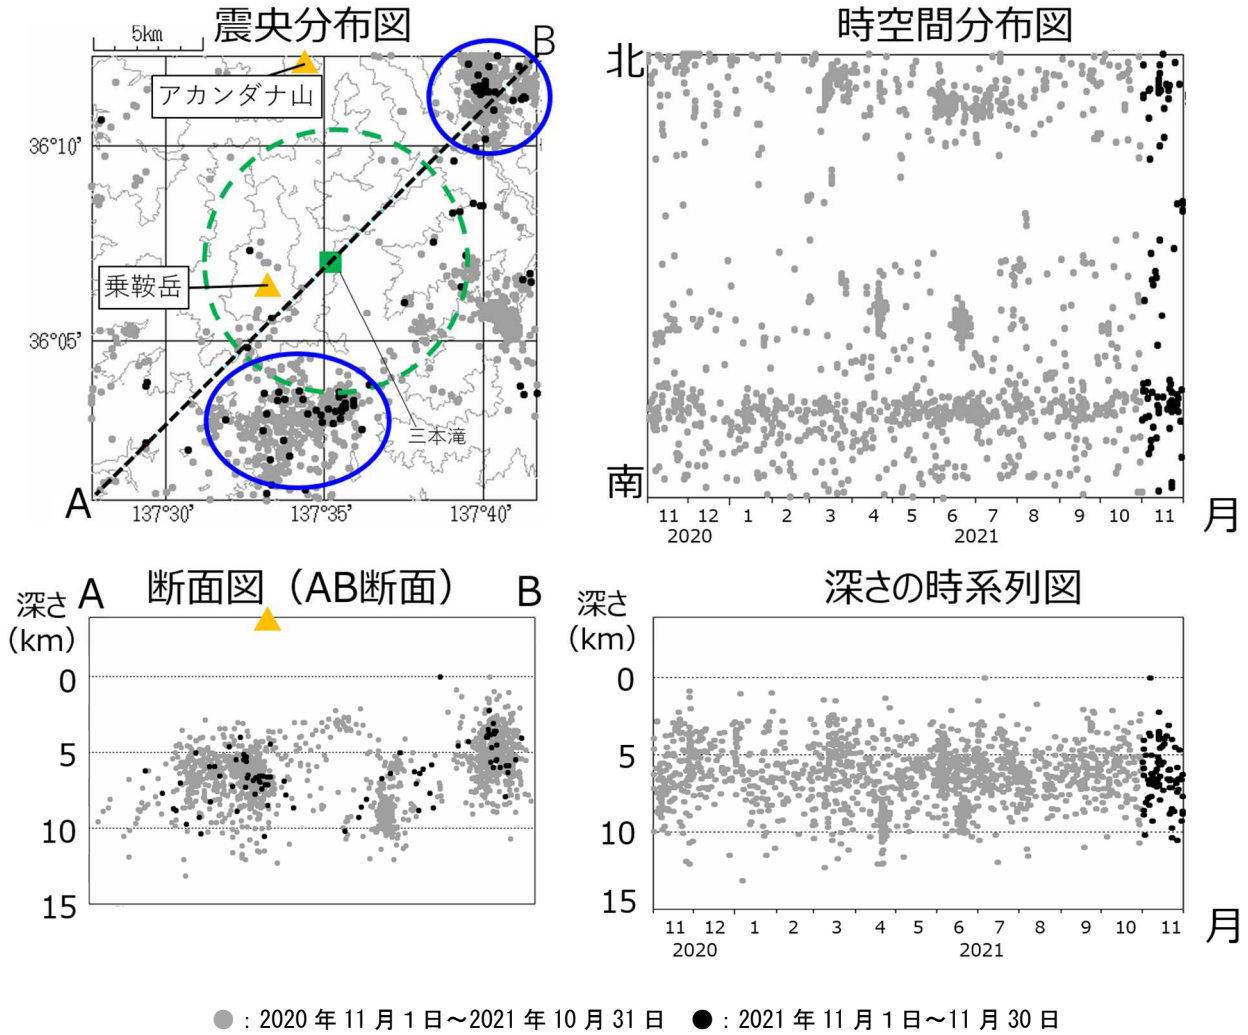 震央分布図
5km
B
アカンダナ山
36°10′
乗鞍岳
36°05′
三本滝
A
137°30′
137°35′
137°40′
時空間分布図
北
南
11 12 1 2 3 4 5 6 7 8 9 10 11 月
2020 2021
断面図（AB断面）
深さ A B
(km)
0
5
10
15
深さの時系列図
深さ
(km)
0
5
10
15
11 12 1 2 3 4 5 6 7 8 9 10 11 月
2020 2021
●：2020 年 11 月 1 日～2021 年 10 月 31 日 ●：2021 年 11 月 1 日～11 月 30 日